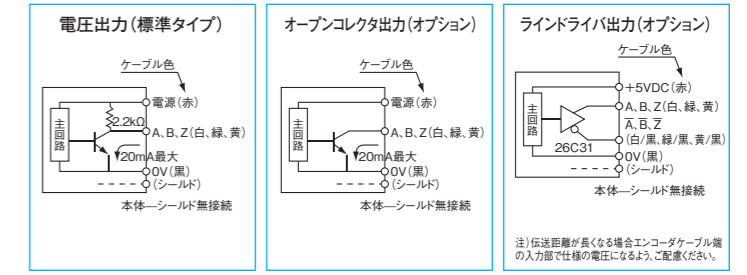 電圧出力(標準タイプ)
ケーブル色
電源(赤)
2.2kΩ
主回路
A、B、Z(白、緑、黄)
20mA最大
0V(黒)
(シールド)
本体―シールド無接続
オープンコレクタ出力(オプション)
ケーブル色
電源(赤)
主回路
A、B、Z(白、緑、黄)
20mA最大
0V(黒)
(シールド)
本体―シールド無接続
ラインドライバ出力(オプション)
ケーブル色
+5VDC(赤)
主回路
A、B、Z(白、緑、黄)
A̅、B̅、Z̅
(白/黒、緑/黒、黄/黒)
26C31
0V(黒)
(シールド)
本体―シールド無接続
注)伝送距離が長くなる場合エンコーダケーブル端
の入力部で仕様の電圧になるよう、ご配慮ください。